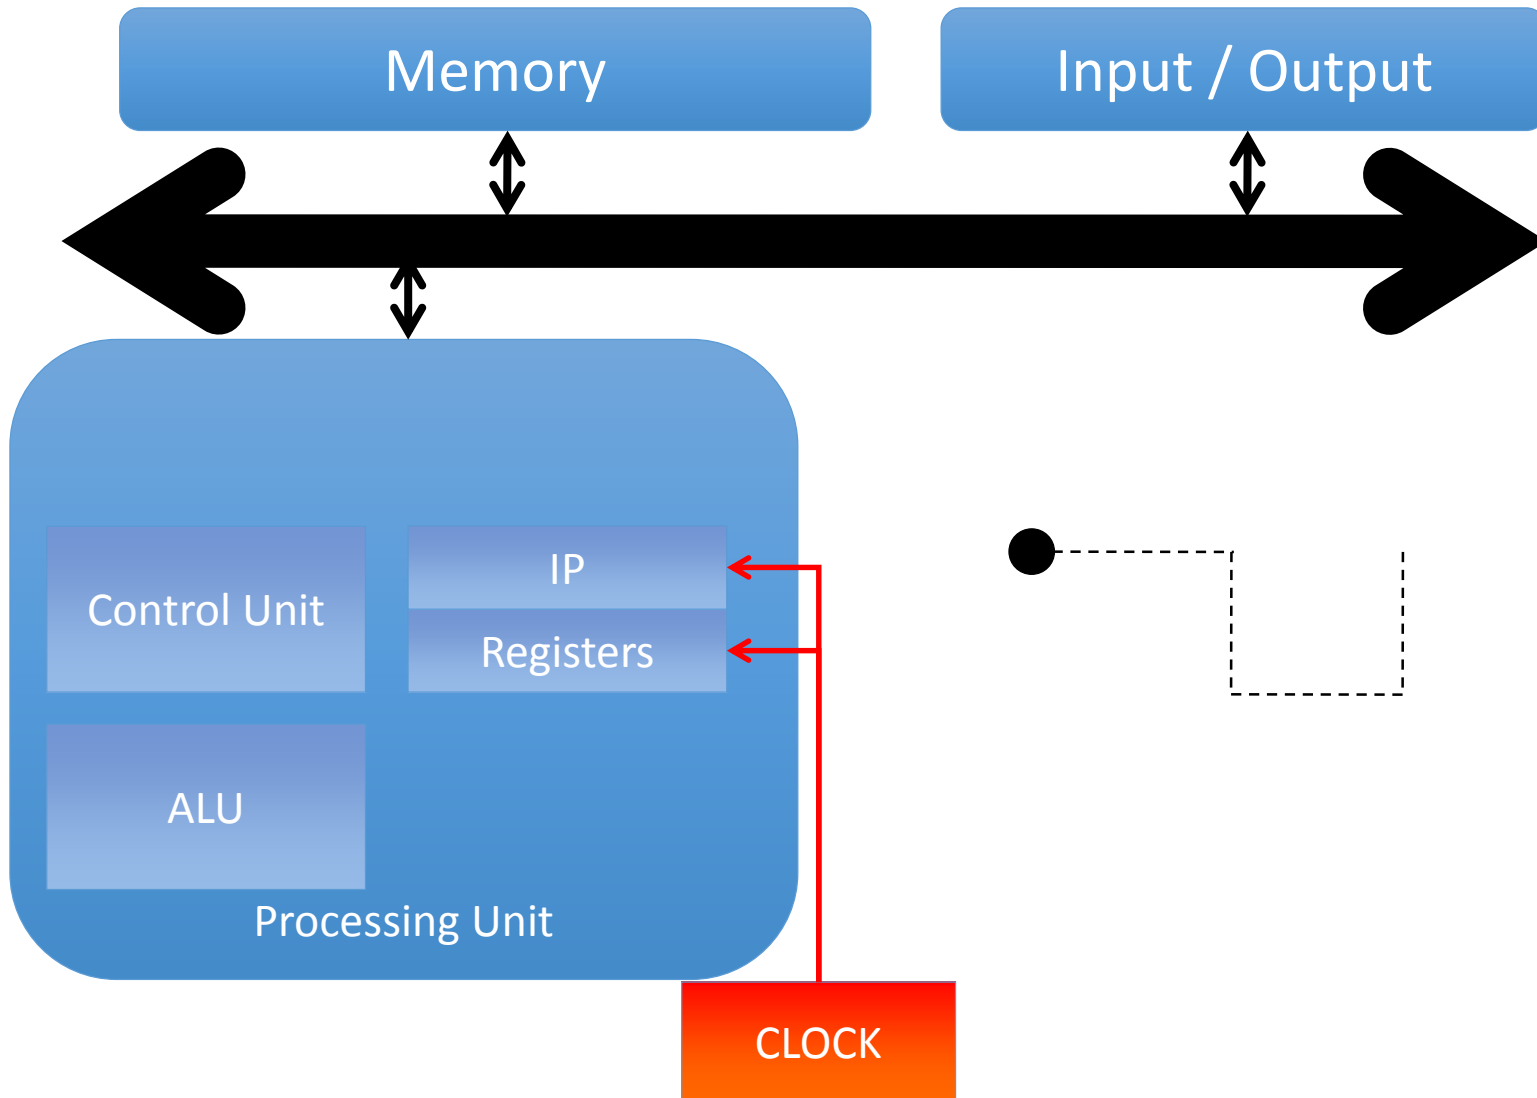 Memory
Input / Output
IP
Control Unit
Registers
ALU
Processing Unit
CLOCK